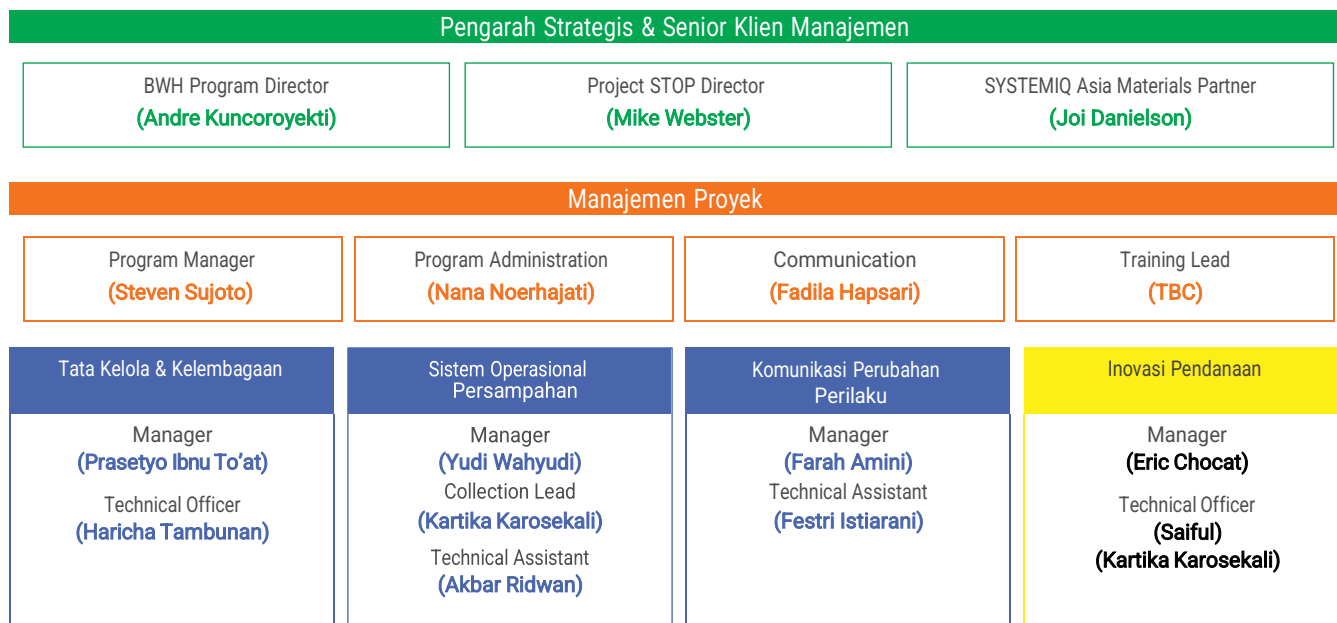 Pengarah Strategis & Senior Klien Manajemen
BWH Program Director
(Andre Kuncoroyekti)
Project STOP Director
(Mike Webster)
SYSTEMIQ Asia Materials Partner
(Joi Danielson)
Manajemen Proyek
Program Manager
(Steven Sujoto)
Program Administration
(Nana Noerhajati)
Communication
(Fadila Hapsari)
Training Lead
(TBC)
Tata Kelola & Kelembagaan
Manager
(Prasetyo Ibnu To’at)
Technical Officer
(Haricha Tambunan)
Sistem Operasional
Persampahan
Manager
(Yudi Wahyudi)
Collection Lead
(Kartika Karosekali)
Technical Assistant
(Akbar Ridwan)
Komunikasi Perubahan
Perilaku
Manager
(Farah Amini)
Technical Assistant
(Festri Istiarani)
Inovasi Pendanaan
Manager
(Eric Chocat)
Technical Officer
(Saiful)
(Kartika Karosekali)